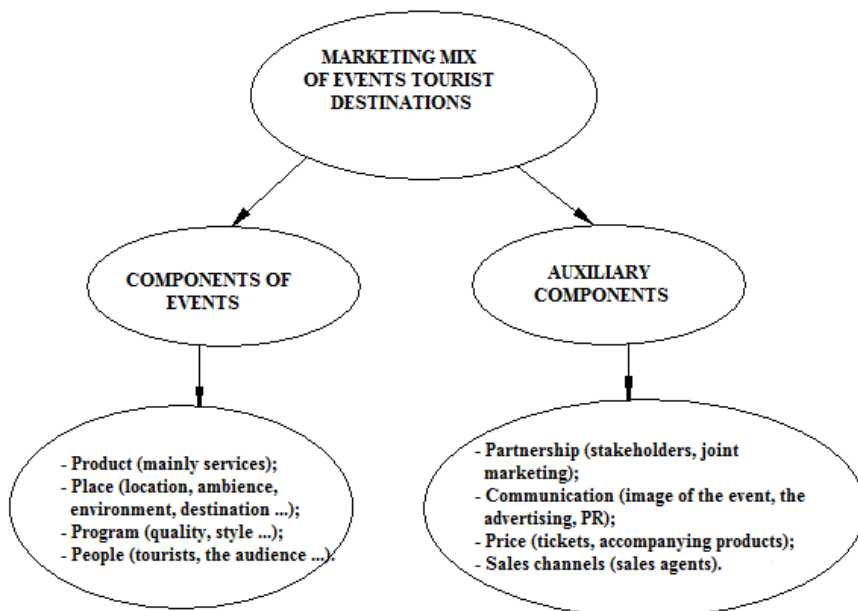 MARKETING MIX
OF EVENTS TOURIST
DESTINATIONS
COMPONENTS OF
EVENTS
AUXILIARY
COMPONENTS
- Product (mainly services);
- Place (location, ambience,
environment, destination ...);
- Program (quality, style ...);
- People (tourists, the audience ...).
- Partnership (stakeholders, joint
marketing);
- Communication (image of the event, the
advertising, PR);
- Price (tickets, accompanying products);
- Sales channels (sales agents).